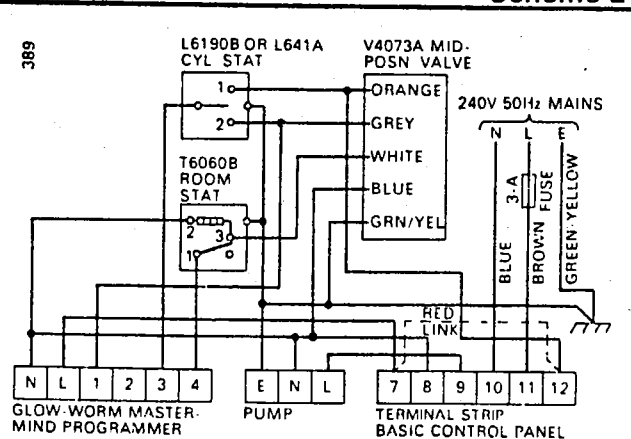 389
L6190B OR L641A
CYL STAT
V4073A MID-
POSN VALVE
1
2
ORANGE
GREY
WHITE
BLUE
GRN/YEL
240V 50Hz MAINS
N L E
3-A
FUSE
BLUE
BROWN
GREEN/YELLOW
T6060B
ROOM
STAT
2
3
1
RED
LINK
N L 1 2 3 4
E N L
7 8 9 10 11 12
GLOW-WORM MASTER-
MIND PROGRAMMER
PUMP
TERMINAL STRIP
BASIC CONTROL PANEL